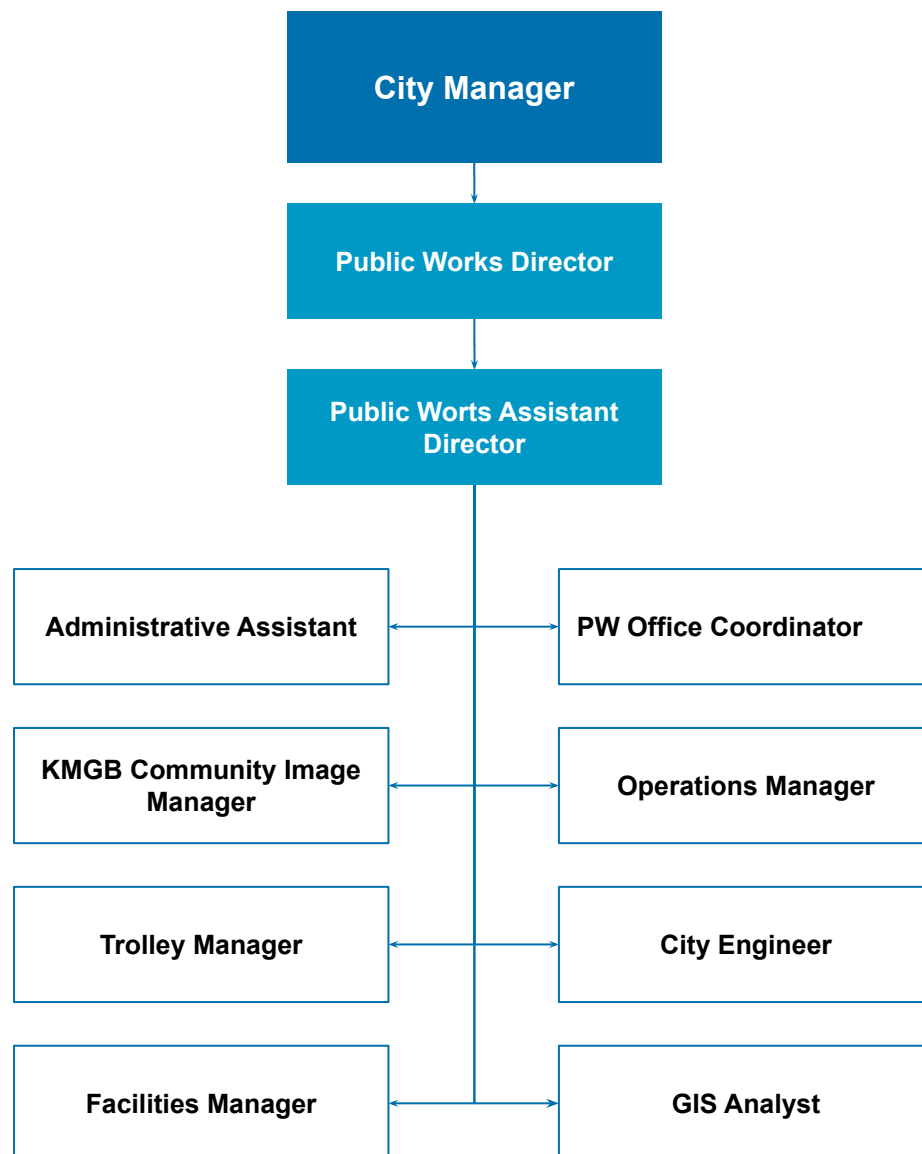 City Manager
Public Works Director
Public Worts Assistant
Director
Administrative Assistant
PW Office Coordinator
KMGB Community Image
Manager
Operations Manager
Trolley Manager
City Engineer
Facilities Manager
GIS Analyst